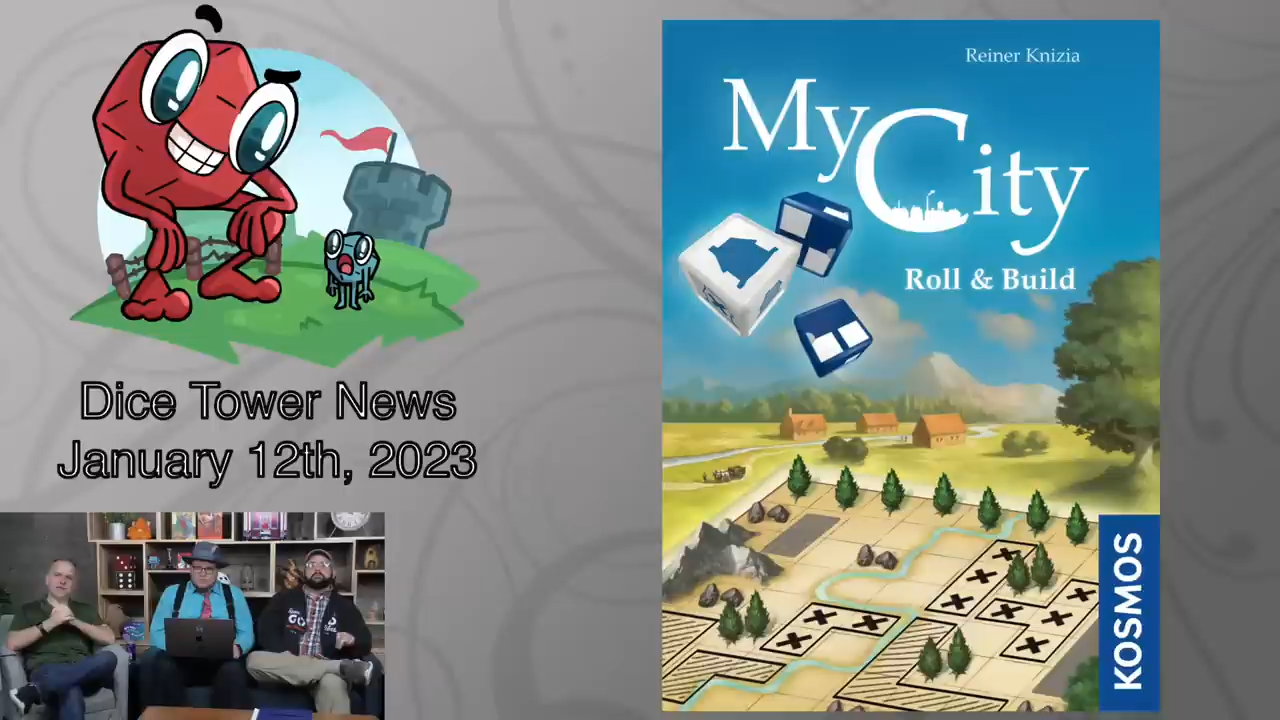 Dice Tower News
January 12th, 2023
Reiner Knizia
My City
Roll & Build
KOSMOS